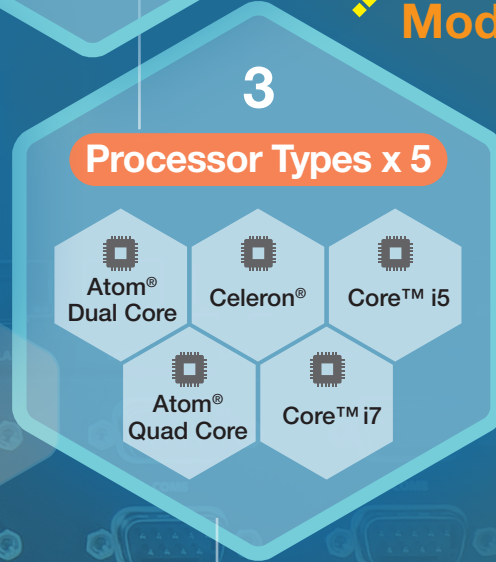 Mod
3
Processor Types x 5
Atom®
Dual Core
Celeron®
Core™ i5
Atom®
Quad Core
Core™ i7